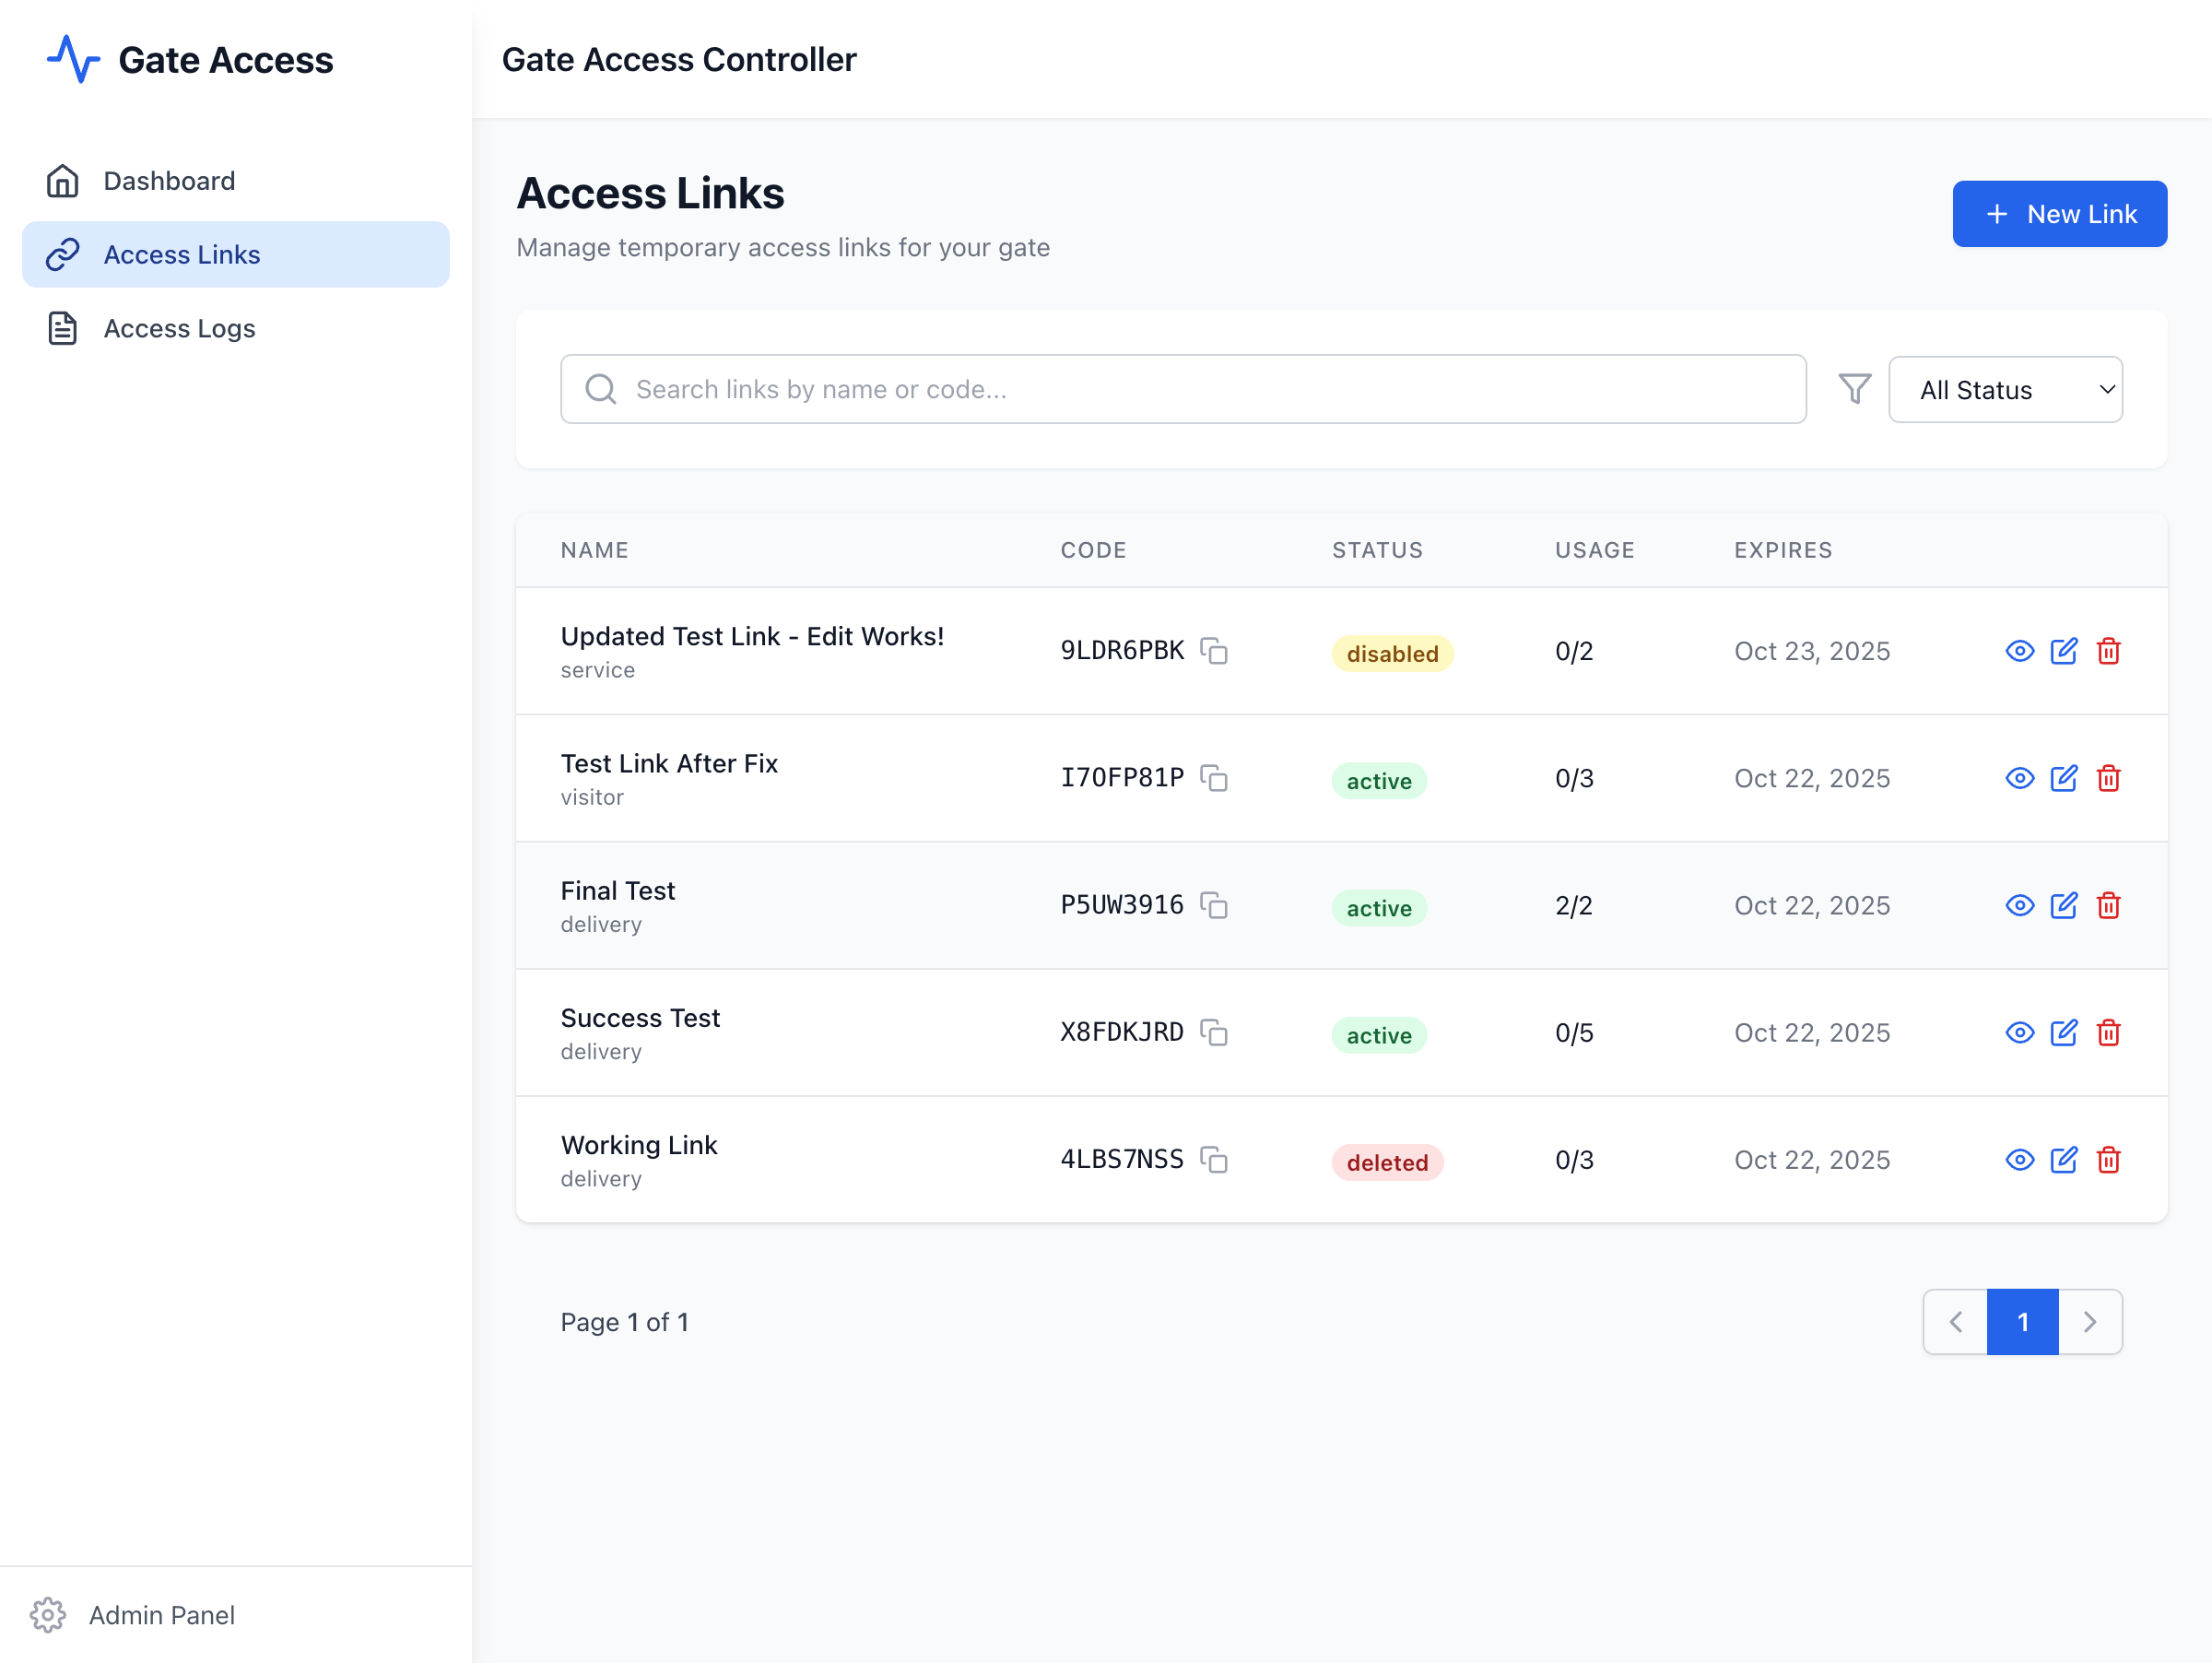 Gate Access
Gate Access Controller
Dashboard
Access Links
Access Logs
Access Links
Manage temporary access links for your gate
New Link
Search links by name or code...
All Status
NAME CODE STATUS USAGE EXPIRES
Updated Test Link - Edit Works!
service
9LDR6PBK disabled 0/2 Oct 23, 2025
Test Link After Fix
visitor
I7OFP81P active 0/3 Oct 22, 2025
Final Test
delivery
P5UW3916 active 2/2 Oct 22, 2025
Success Test
delivery
X8FDKJRD active 0/5 Oct 22, 2025
Working Link
delivery
4LBS7NSS deleted 0/3 Oct 22, 2025
Page 1 of 1
1
Admin Panel